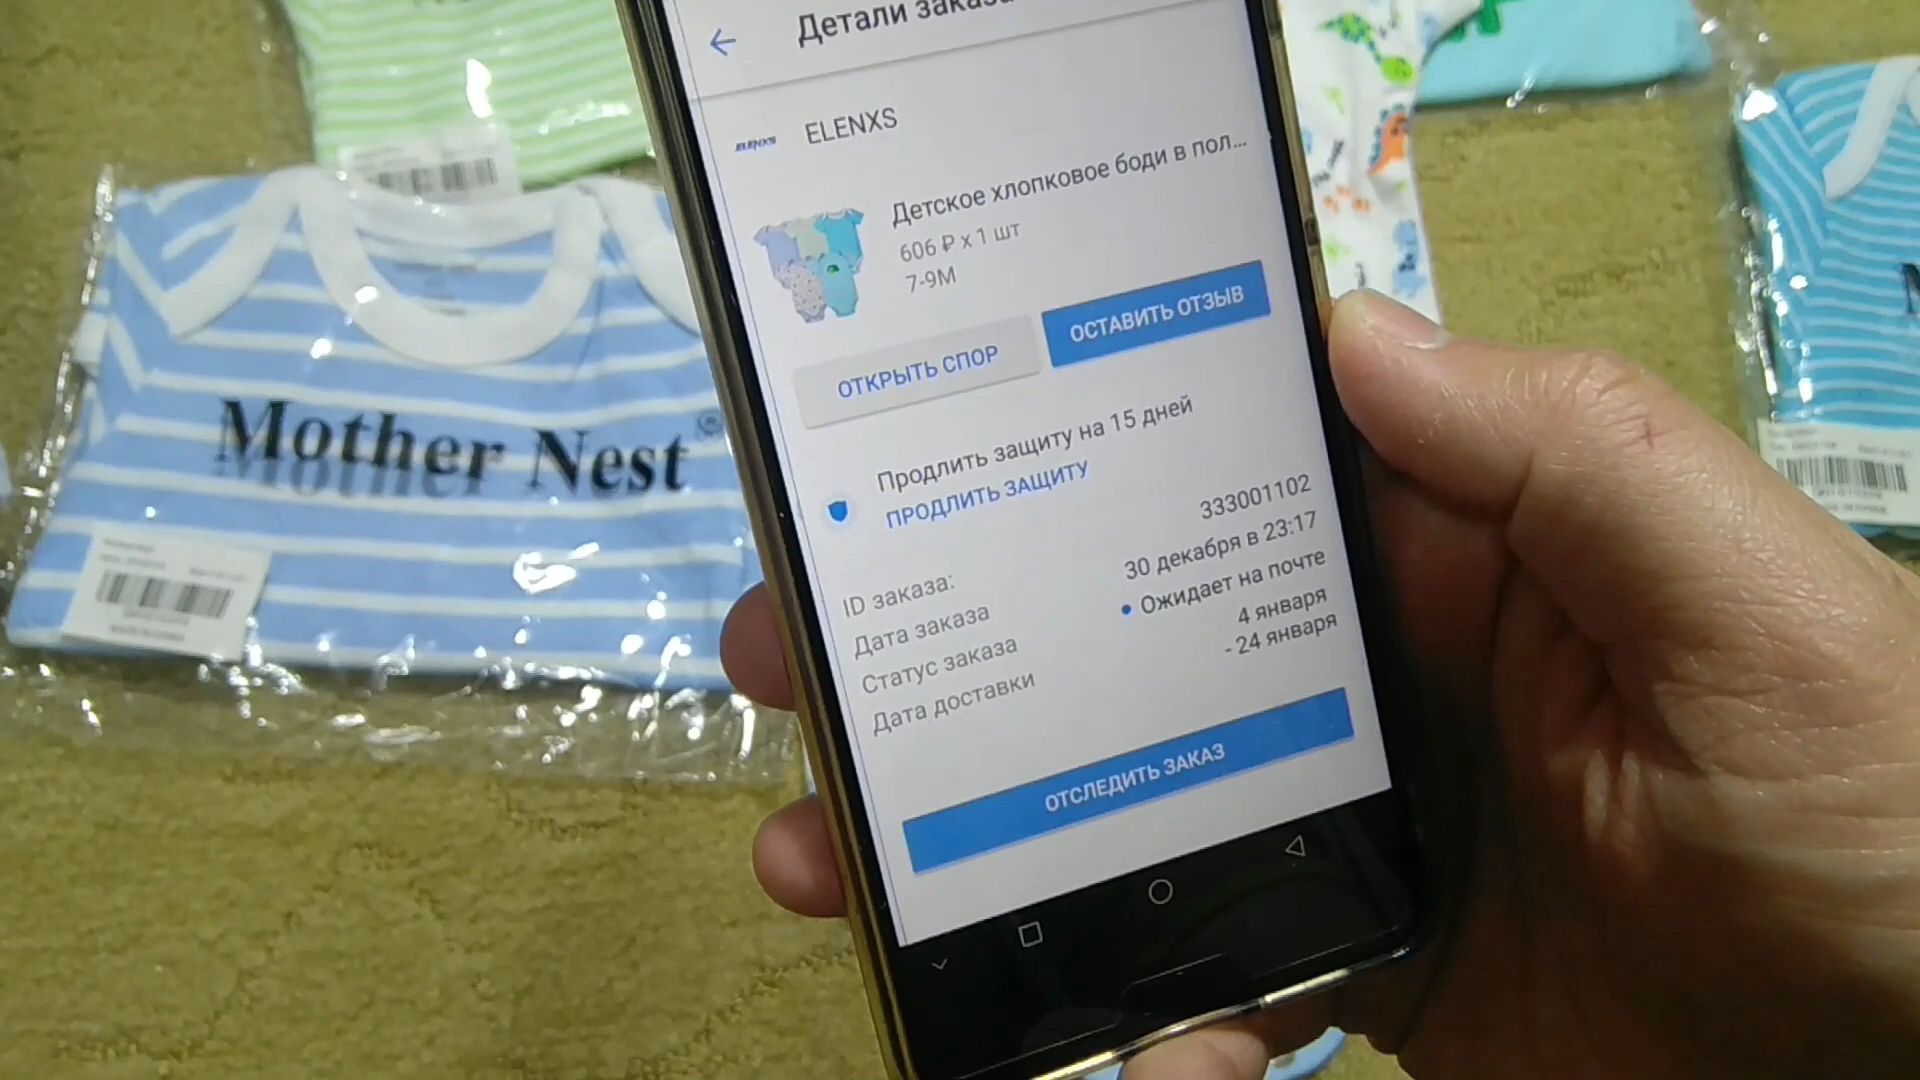 Детали заказа
ELENXS
ELENXS
Детское хлопковое боди в пол...
606 ₽ x 1 шт
7-9M
ОТКРЫТЬ СПОР
ОСТАВИТЬ ОТЗЫВ
Продлить защиту на 15 дней
ПРОДЛИТЬ ЗАЩИТУ
ID заказа: 333001102
Дата заказа 30 декабря в 23:17
Статус заказа Ожидает на почте
Дата доставки 4 января
- 24 января
ОТСЛЕДИТЬ ЗАКАЗ
Mother Nest®